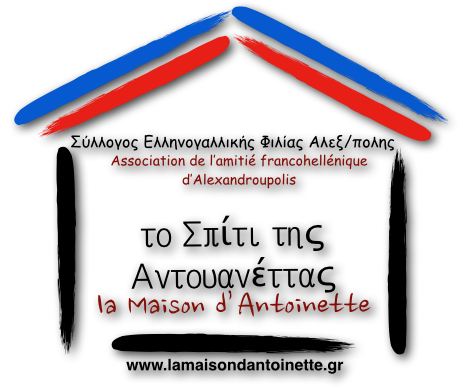 Σύλλογος Ελληνογαλλικής Φιλίας Αλεξ/πολης
Association de l'amitié francohellénique
d'Alexandroupolis
το Σπίτι της
Αντουανέττας
la Maison d'Antoinette
www.lamaisondantoinette.gr